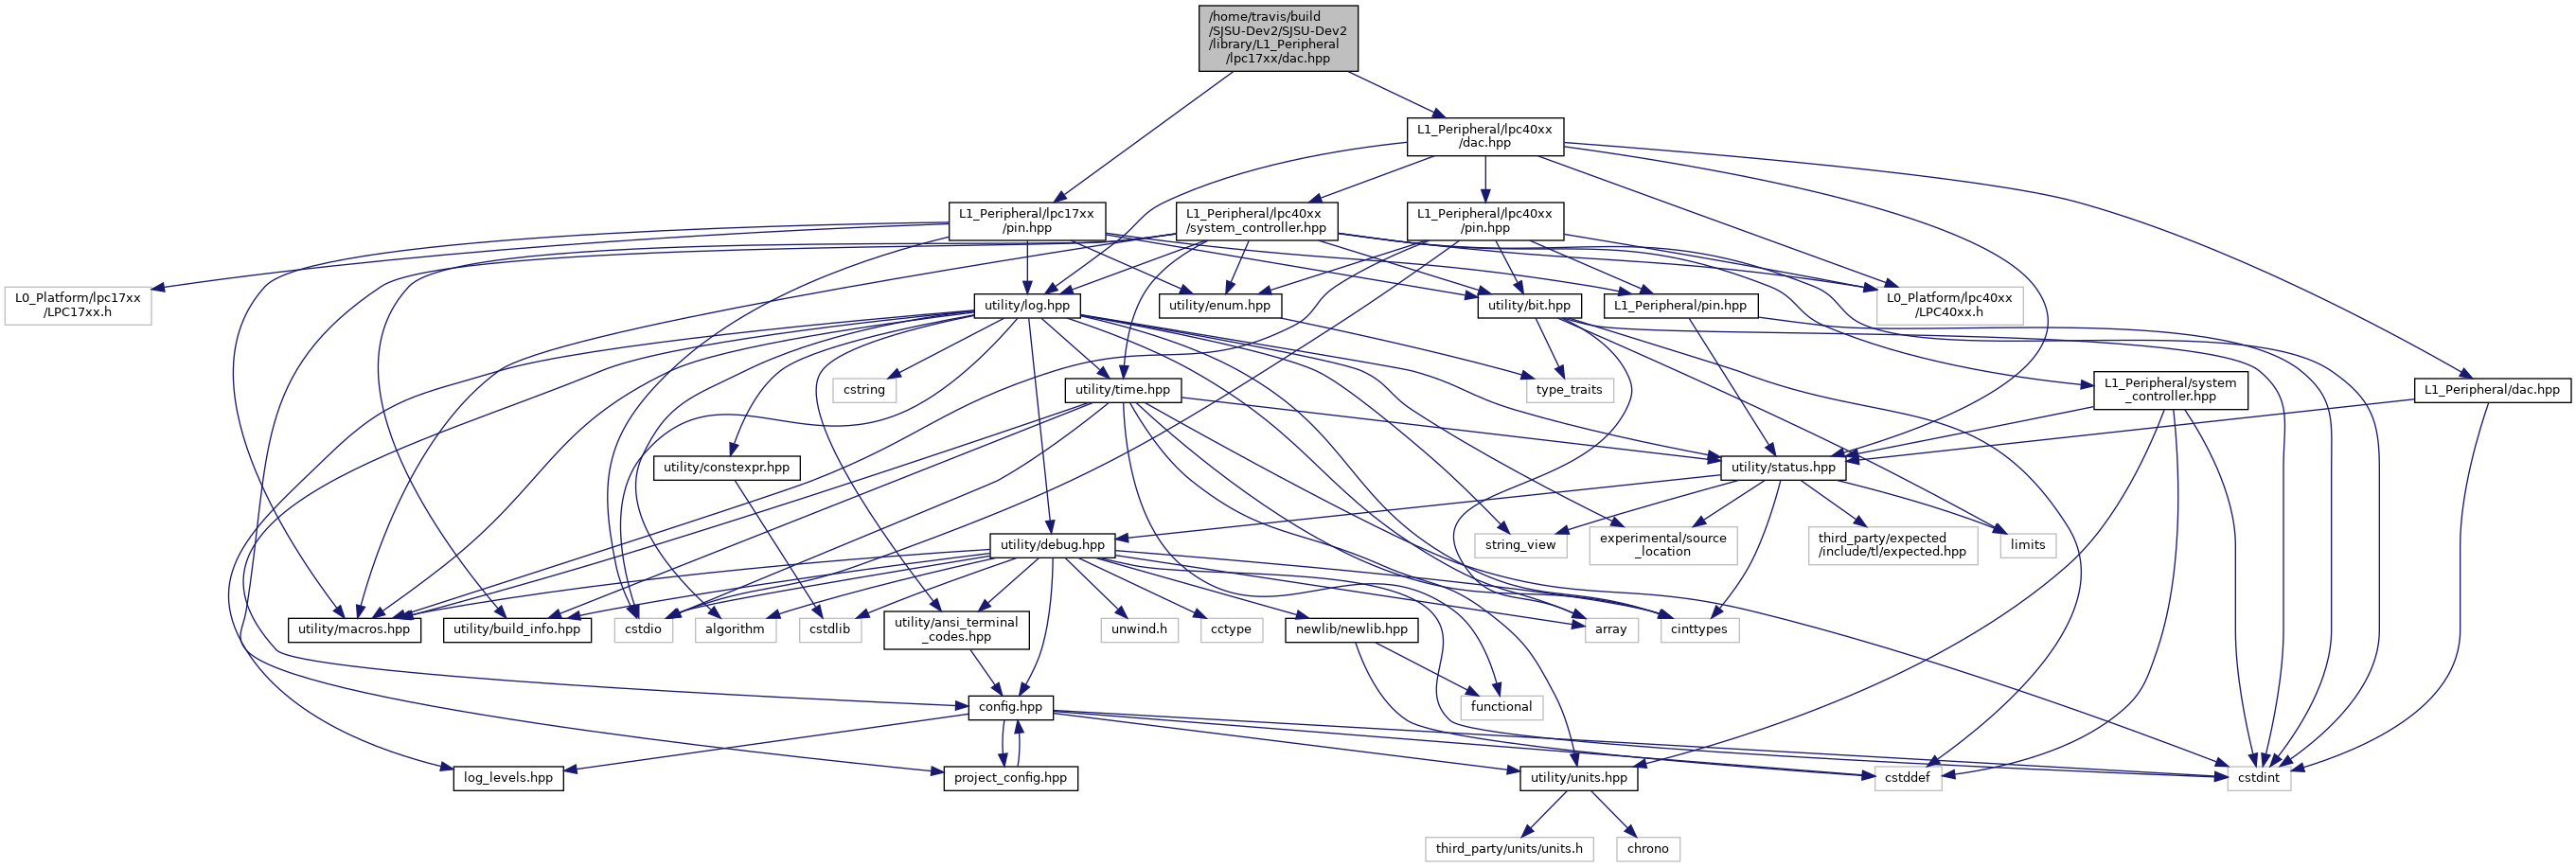 /home/travis/build
/SJSU-Dev2/SJSU-Dev2
/library/L1_Peripheral
/lpc17xx/dac.hpp
L1_Peripheral/lpc40xx
/dac.hpp
L1_Peripheral/lpc17xx
/pin.hpp
L1_Peripheral/lpc40xx
/system_controller.hpp
L1_Peripheral/lpc40xx
/pin.hpp
L0_Platform/lpc17xx
/LPC17xx.h
utility/log.hpp
utility/enum.hpp
utility/bit.hpp
L1_Peripheral/pin.hpp
L0_Platform/lpc40xx
/LPC40xx.h
cstring
utility/time.hpp
type_traits
L1_Peripheral/system
_controller.hpp
L1_Peripheral/dac.hpp
utility/constexpr.hpp
utility/status.hpp
utility/debug.hpp
string_view
experimental/source
_location
third_party/expected
/include/tl/expected.hpp
limits
utility/macros.hpp
utility/build_info.hpp
cstdio
algorithm
cstdlib
utility/ansi_terminal
_codes.hpp
unwind.h
cctype
newlib/newlib.hpp
array
cinttypes
config.hpp
functional
log_levels.hpp
project_config.hpp
utility/units.hpp
cstddef
cstdint
third_party/units/units.h
chrono